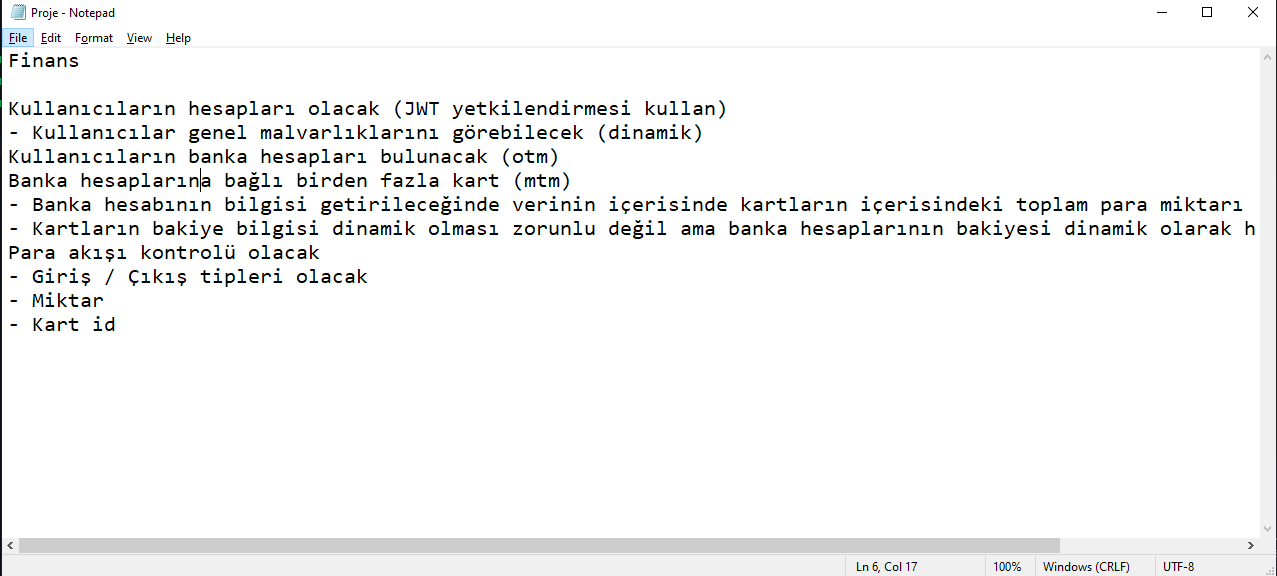 Proje - Notepad
File Edit Format View Help
Finans
Kullanıcıların hesapları olacak (JWT yetkilendirmesi kullan)
- Kullanıcılar genel malvarlıklarını görebilecek (dinamik)
Kullanıcıların banka hesapları bulunacak (otm)
Banka hesaplarına bağlı birden fazla kart (mtm)
- Banka hesabının bilgisi getirileceğinde verinin içerisinde kartların içerisindeki toplam para miktarı
- Kartların bakiye bilgisi dinamik olması zorunlu değil ama banka hesaplarının bakiyesi dinamik olarak h
Para akışı kontrolü olacak
- Giriş / Çıkış tipleri olacak
- Miktar
- Kart id
Ln 6, Col 17 100% Windows (CRLF) UTF-8